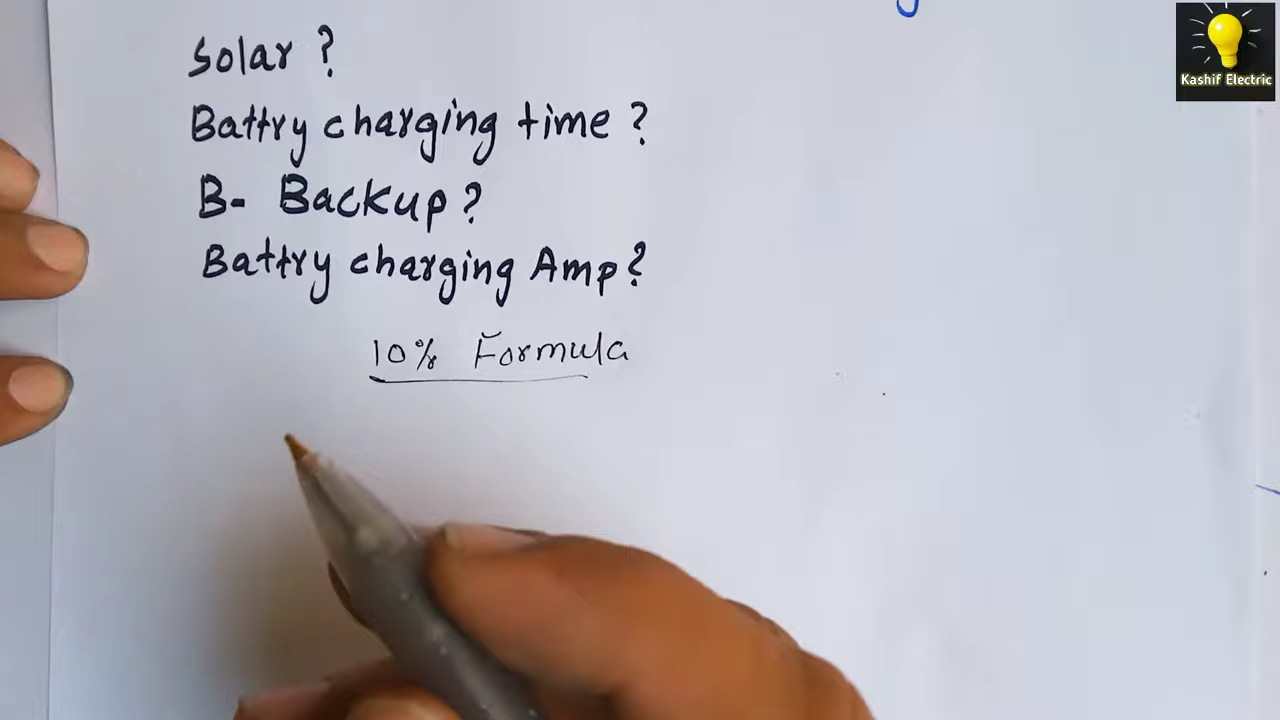 Solar ?
Battry charging time ?
B- Backup ?
Battry charging Amp ?
10% Formula
Kashif Electric